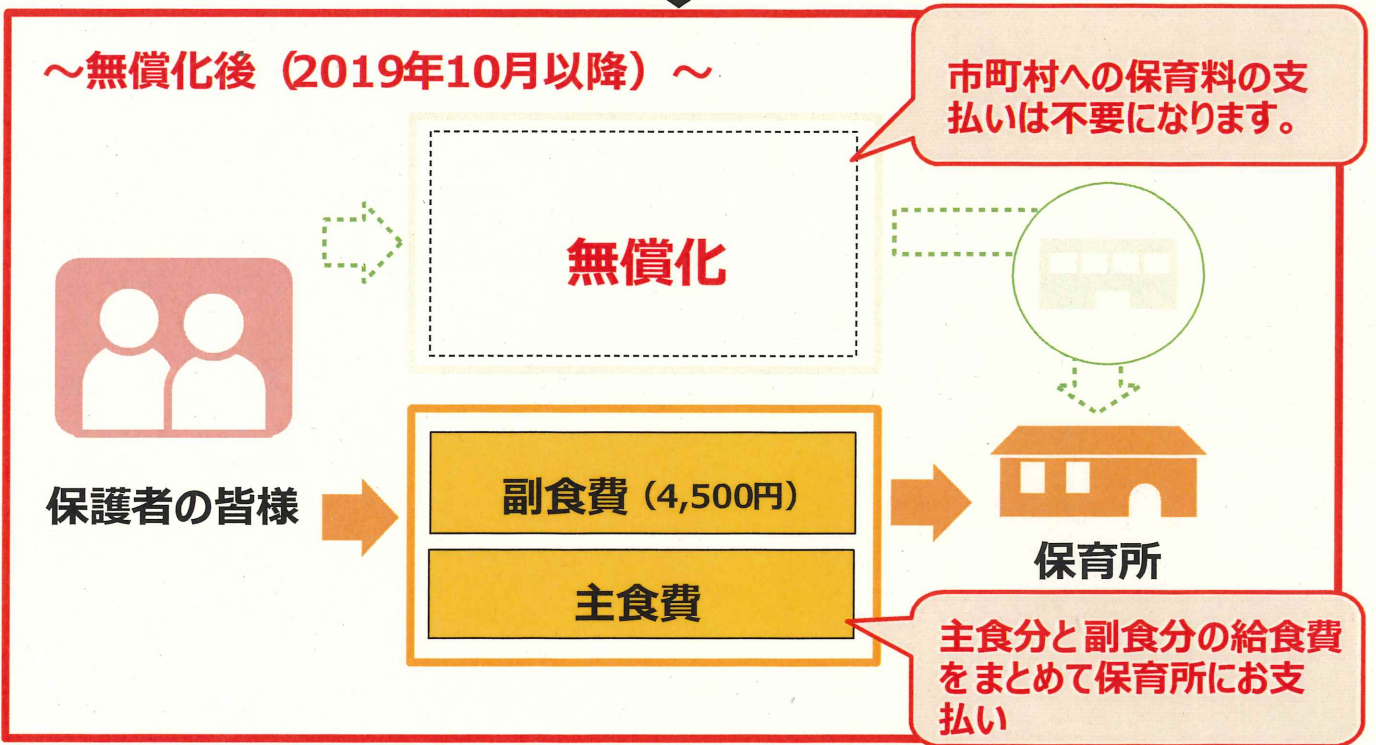 ～無償化後（2019年10月以降）～
市町村への保育料の支
払いは不要になります。
無償化
保護者の皆様
副食費（4,500円）
主食費
保育所
主食分と副食分の給食費
をまとめて保育所にお支
払い